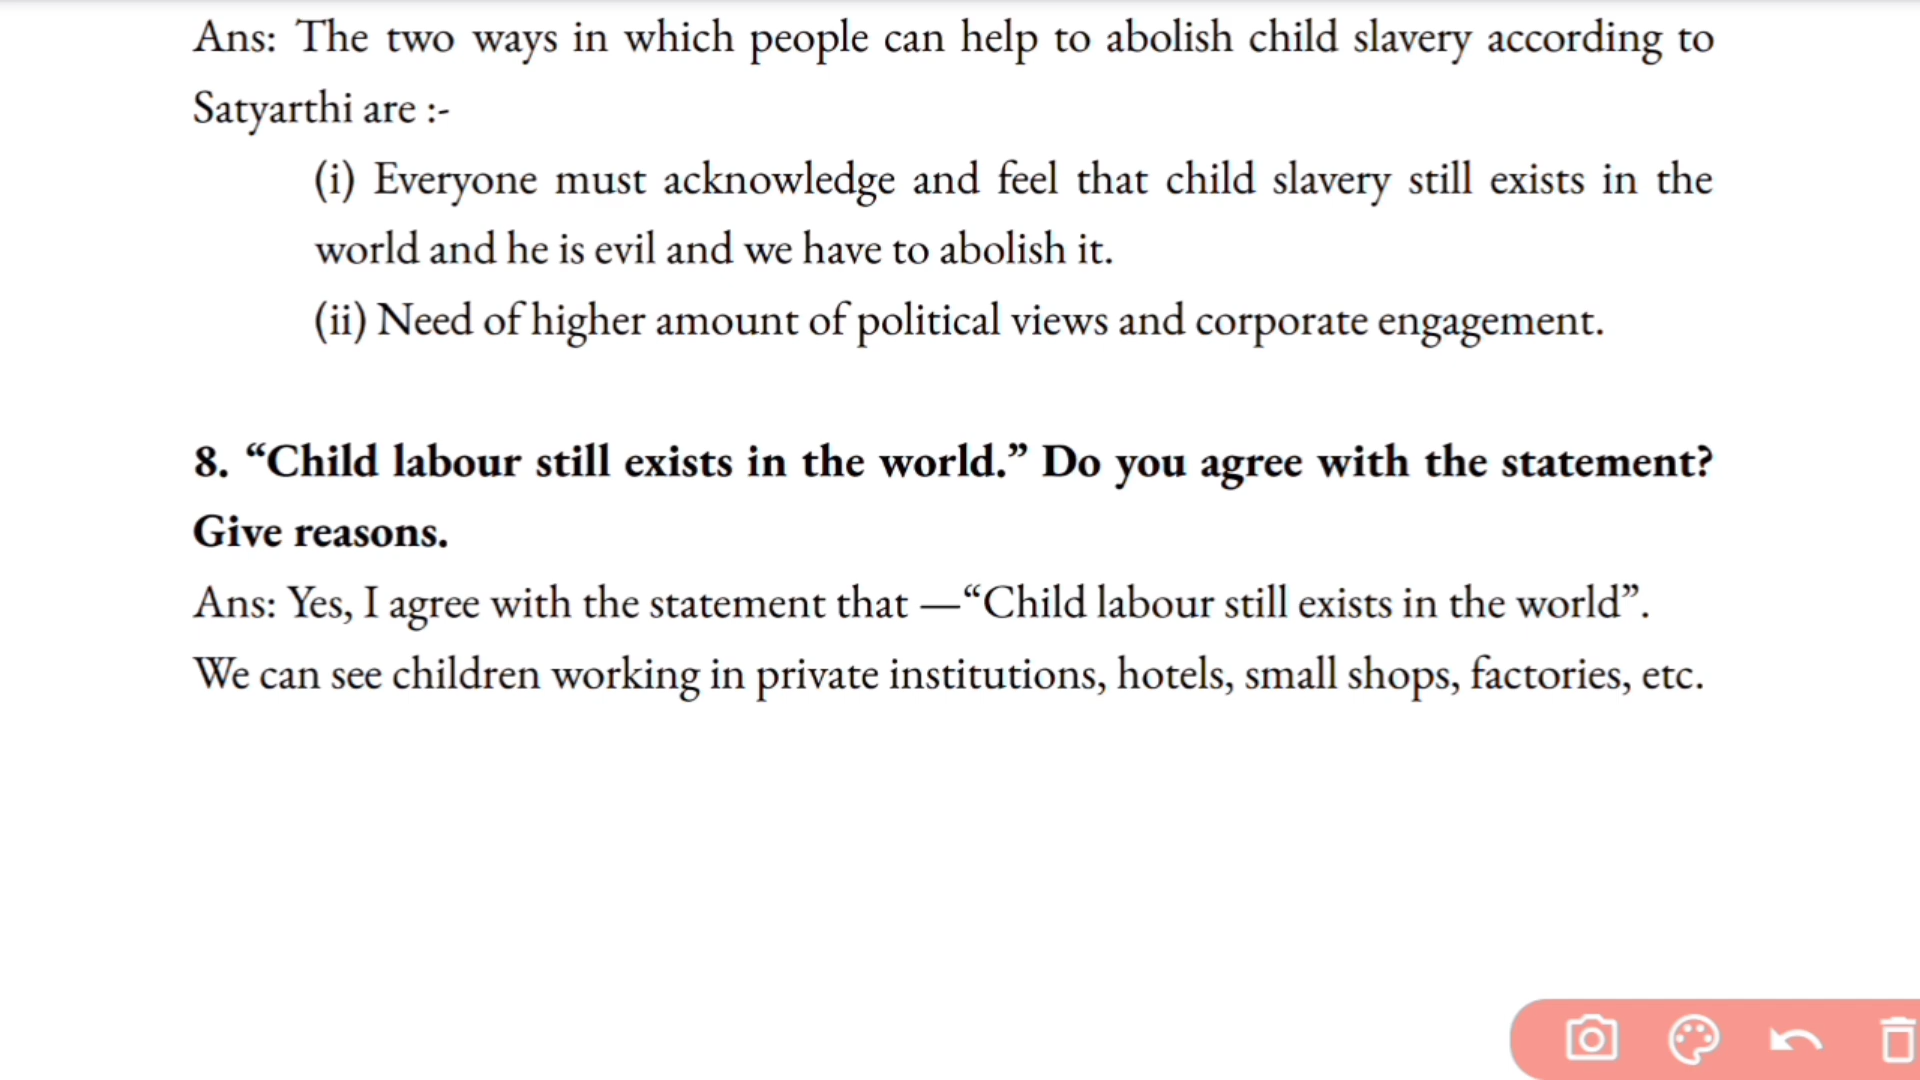 Ans: The two ways in which people can help to abolish child slavery according to
Satyarthi are :-
(i) Everyone must acknowledge and feel that child slavery still exists in the
world and he is evil and we have to abolish it.
(ii) Need of higher amount of political views and corporate engagement.
8. “Child labour still exists in the world.” Do you agree with the statement?
Give reasons.
Ans: Yes, I agree with the statement that —“Child labour still exists in the world”.
We can see children working in private institutions, hotels, small shops, factories, etc.